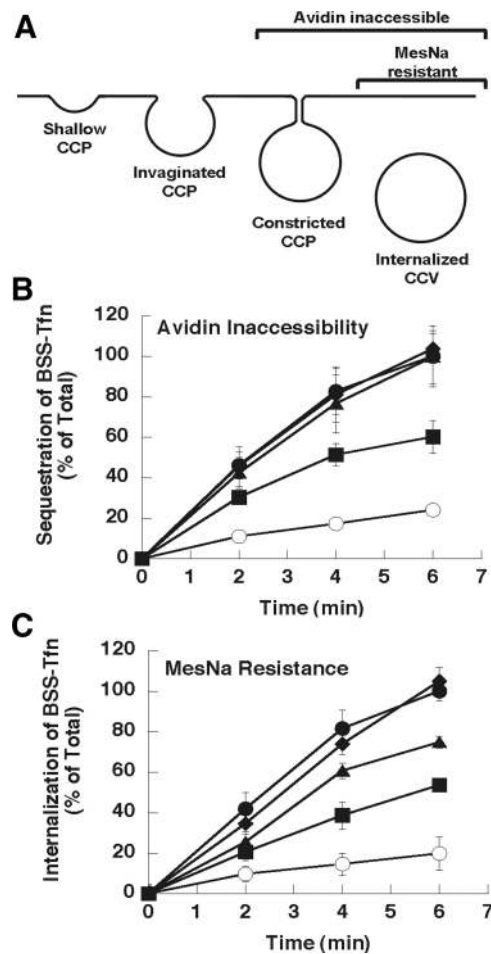 A
Avidin inaccessible
MesNa
resistant
Shallow
CCP
Invaginated
CCP
Constricted
CCP
Internalized
CCV
B
Avidin Inaccessibility
Sequestration of BSS-Tfn
(% of Total)
120
100
80
60
40
20
0
0 1 2 3 4 5 6 7
Time (min)
C
MesNa Resistance
Internalization of BSS-Tfn
(% of Total)
120
100
80
60
40
20
0
0 1 2 3 4 5 6 7
Time (min)